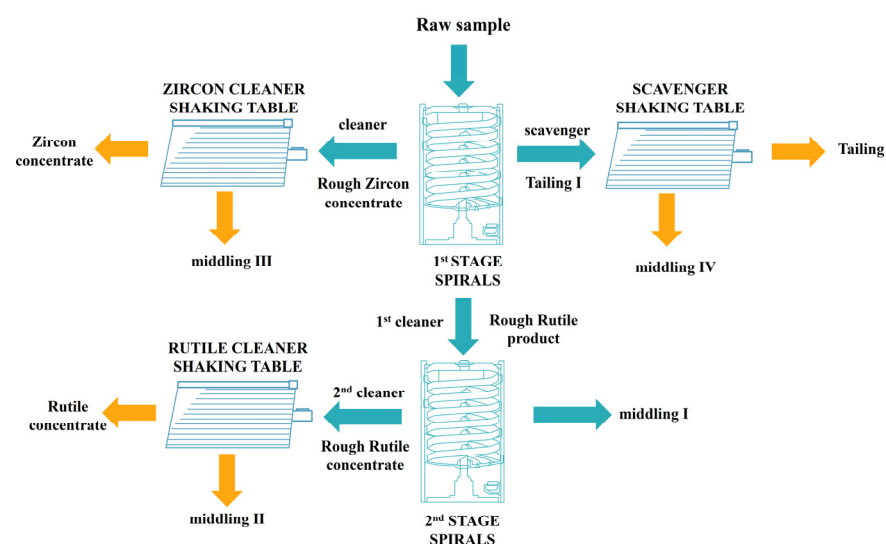 Raw sample
ZIRCON CLEANER
SHAKING TABLE
SCAVENGER
SHAKING TABLE
Zircon
concentrate
cleaner
Rough Zircon
concentrate
scavenger
Tailing I
Tailing
middling III
1st STAGE
SPIRALS
middling IV
1st cleaner
Rough Rutile
product
RUTILE CLEANER
SHAKING TABLE
Rutile
concentrate
2nd cleaner
Rough Rutile
concentrate
middling I
middling II
2nd STAGE
SPIRALS